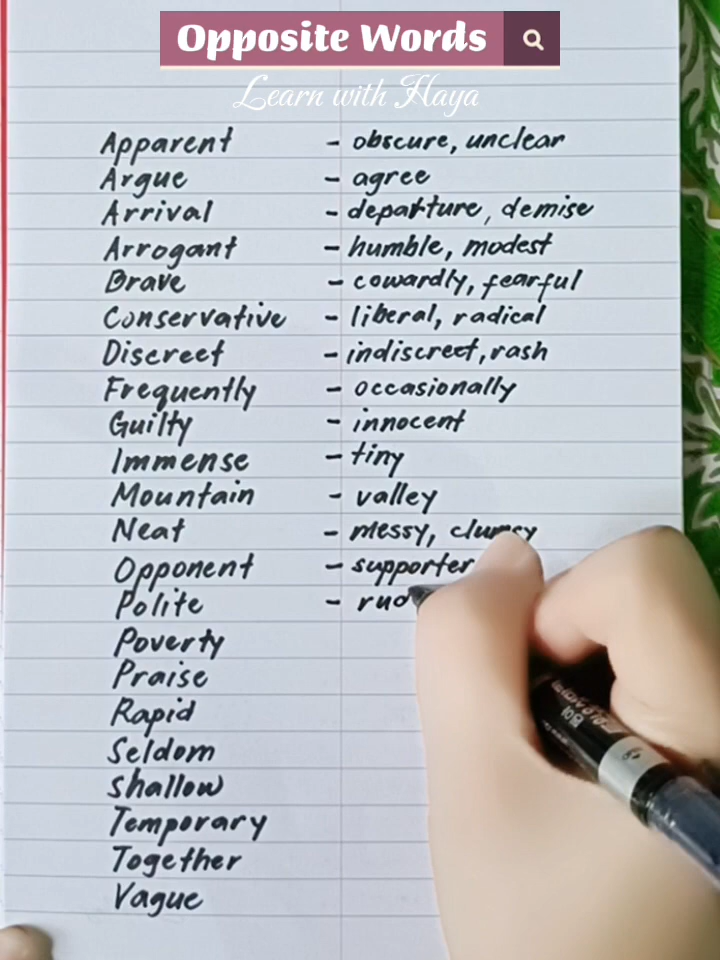 Opposite Words
Learn with Haya
Apparent - obscure, unclear
Argue - agree
Arrival - departure, demise
Arrogant - humble, modest
Brave - cowardly, fearful
Conservative - liberal, radical
Discreet - indiscreet, rash
Frequently - occasionally
Guilty - innocent
Immense - tiny
Mountain - valley
Neat - messy, clumsy
Opponent - supporter
Polite -
Poverty
Praise
Rapid
Seldom
Shallow
Temporary
Together
Vague